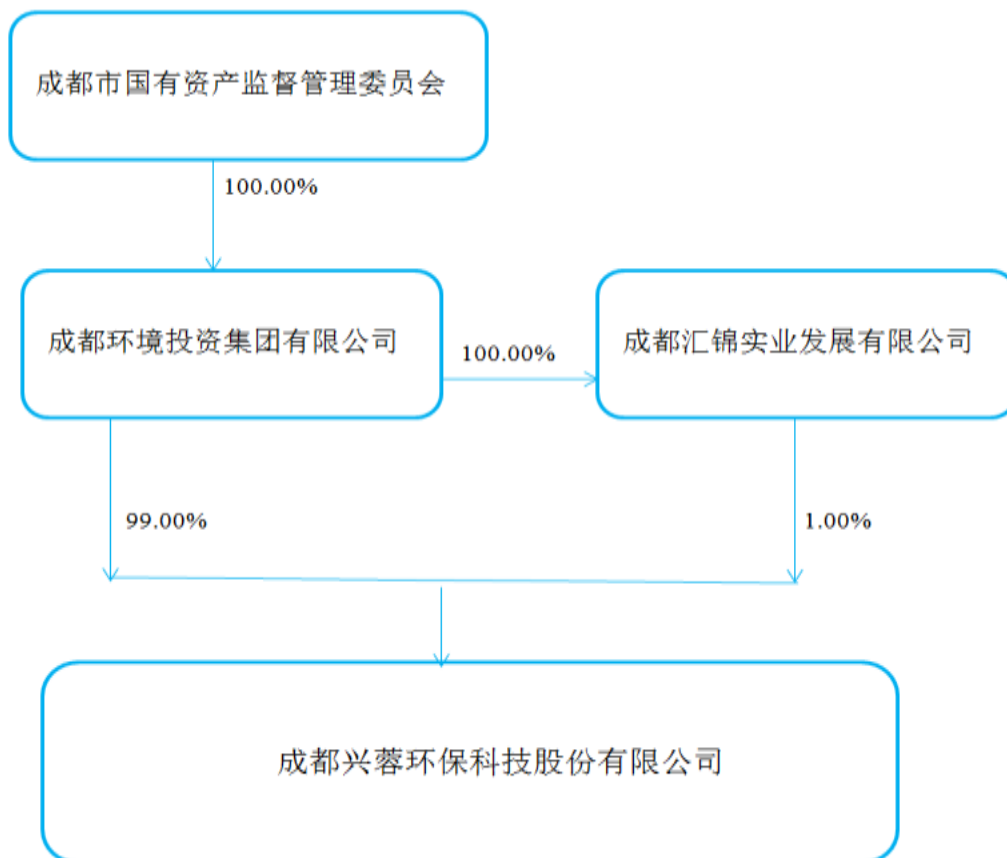 成都市国有资产监督管理委员会
100.00%
成都环境投资集团有限公司
100.00%
成都汇锦实业发展有限公司
99.00%
1.00%
成都兴蓉环保科技股份有限公司